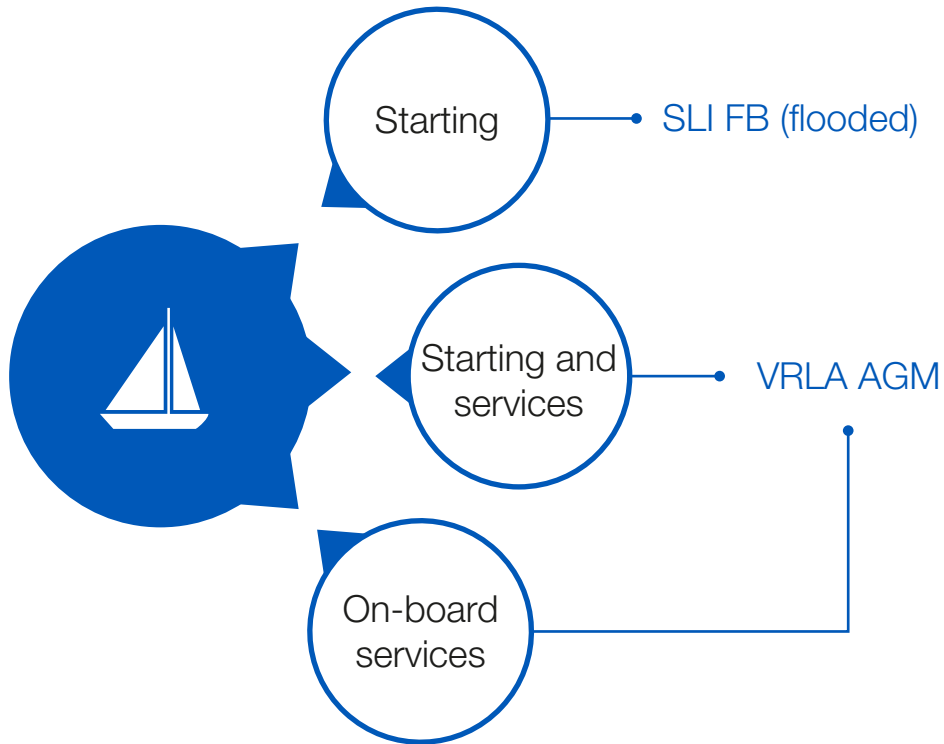 Starting
SLI FB (flooded)
Starting and
services
VRLA AGM
On-board
services